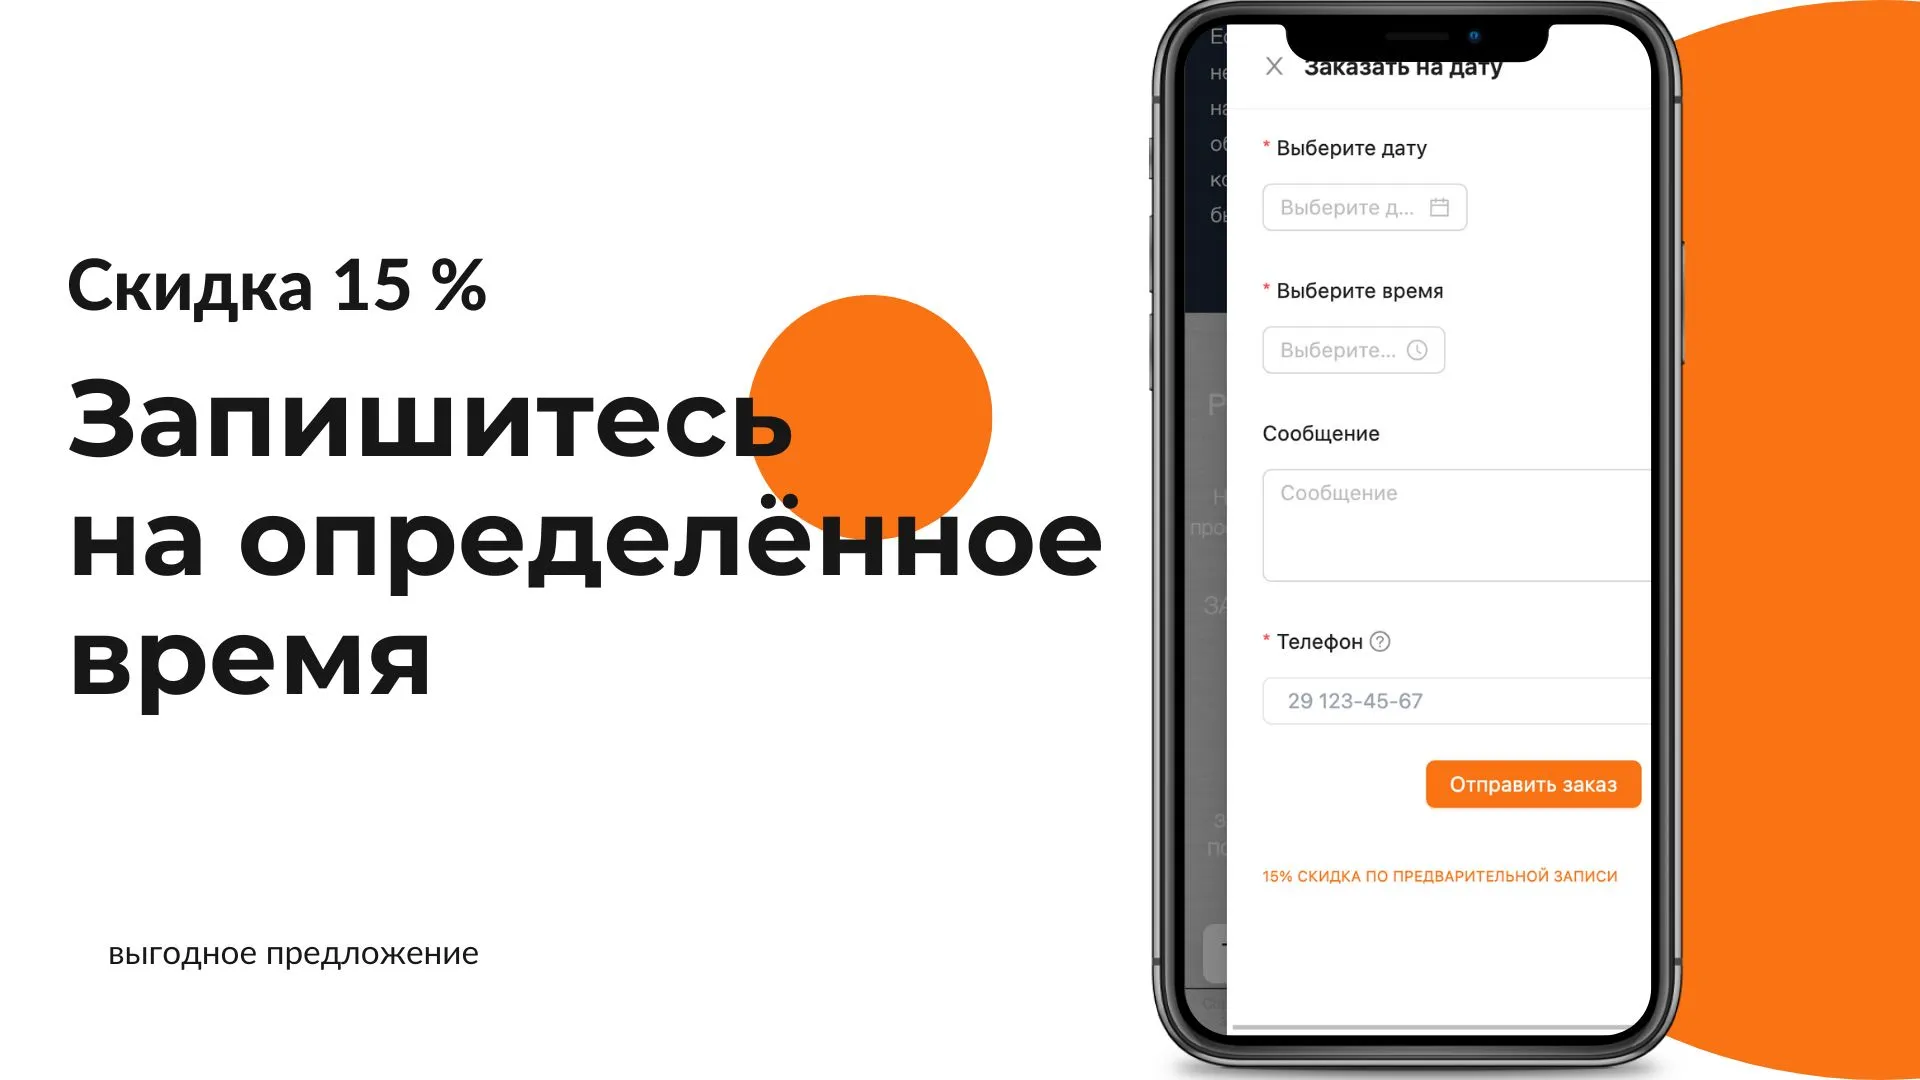 Скидка 15 %
Запишитесь
на определённое
время
выгодное предложение
Заказать на дату
* Выберите дату
Выберите д...
* Выберите время
Выберите...
Сообщение
Сообщение
* Телефон
29 123-45-67
Отправить заказ
15% СКИДКА ПО ПРЕДВАРИТЕЛЬНОЙ ЗАПИСИ